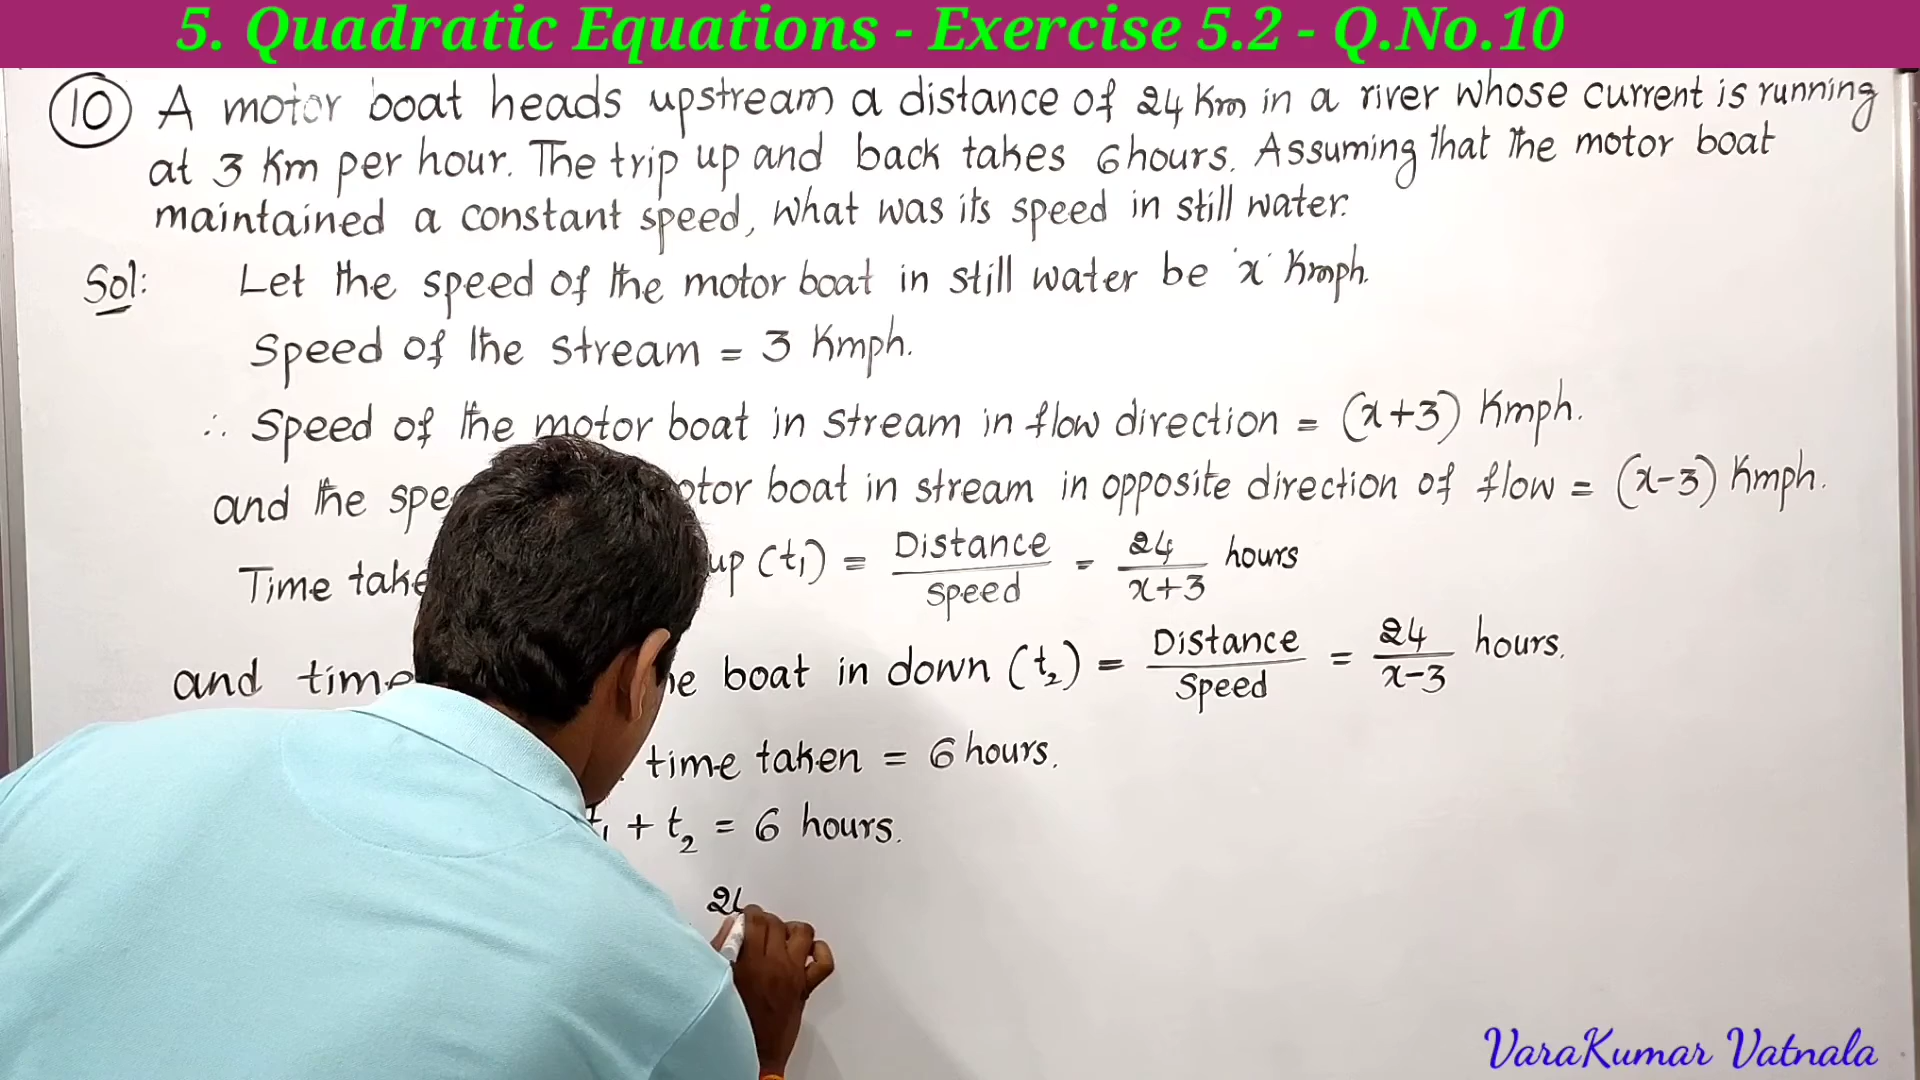 5. Quadratic Equations - Exercise 5.2 - Q.No.10
10 A motor boat heads upstream a distance of 24 Km in a river whose current is running
at 3 Km per hour. The trip up and back takes 6 hours. Assuming that the motor boat
maintained a constant speed, what was its speed in still water.
Sol: Let the speed of the motor boat in still water be 'x' Kmph.
Speed of the stream = 3 Kmph.
∴ Speed of the motor boat in stream in flow direction = (x+3) Kmph.
and the spe otor boat in stream in opposite direction of flow = (x-3) Kmph.
Time take up (t₁) = Distance/Speed = 24/x+3 hours
and time e boat in down (t₂) = Distance/Speed = 24/x-3 hours.
time taken = 6 hours.
t₁ + t₂ = 6 hours.
24
VaraKumar Vatnala